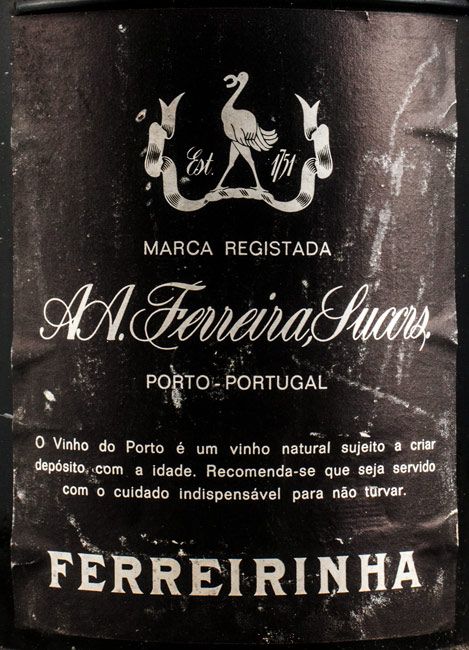 Est. 1751
MARCA REGISTADA
A.A. Ferreira, Sucors,
PORTO - PORTUGAL
O Vinho do Porto é um vinho natural sujeito a criar
depósito, com a idade. Recomenda-se que seja servido
com o cuidado indispensável para não turvar.
FERREIRINHA